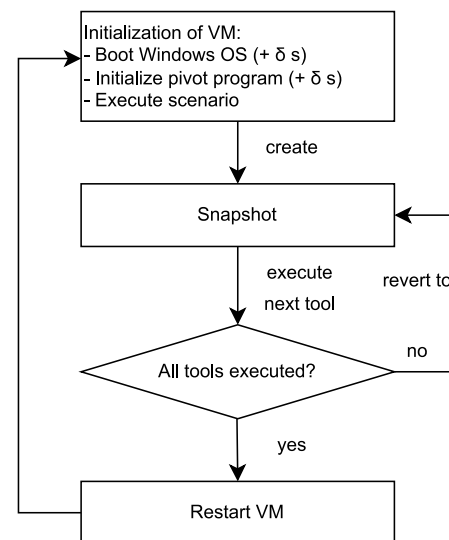 Initialization of VM:
- Boot Windows OS (+ δ s)
- Initialize pivot program (+ δ s)
- Execute scenario
create
Snapshot
execute
next tool
revert to
All tools executed?
no
yes
Restart VM